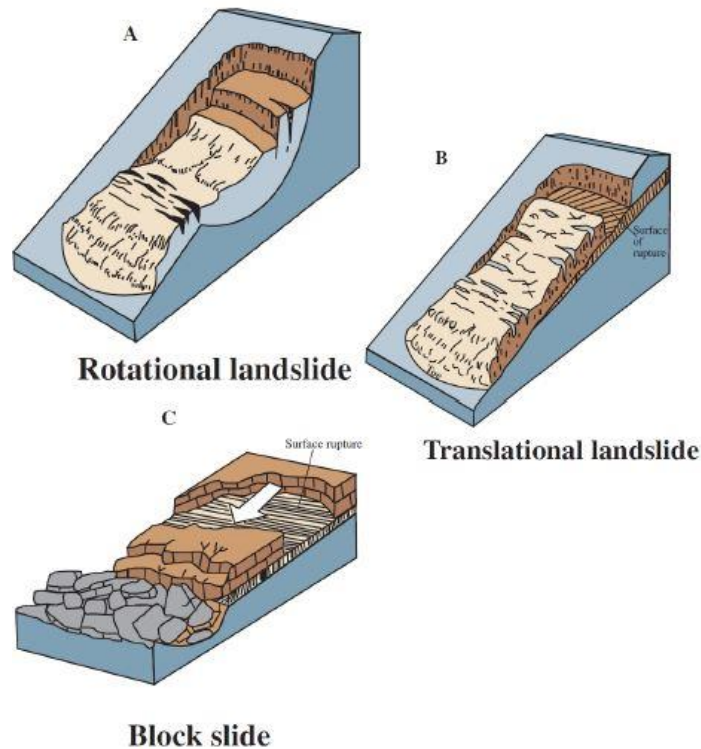 A
Rotational landslide
B
Surface
of
rupture
Toe
Translational landslide
C
Surface rupture
Block slide